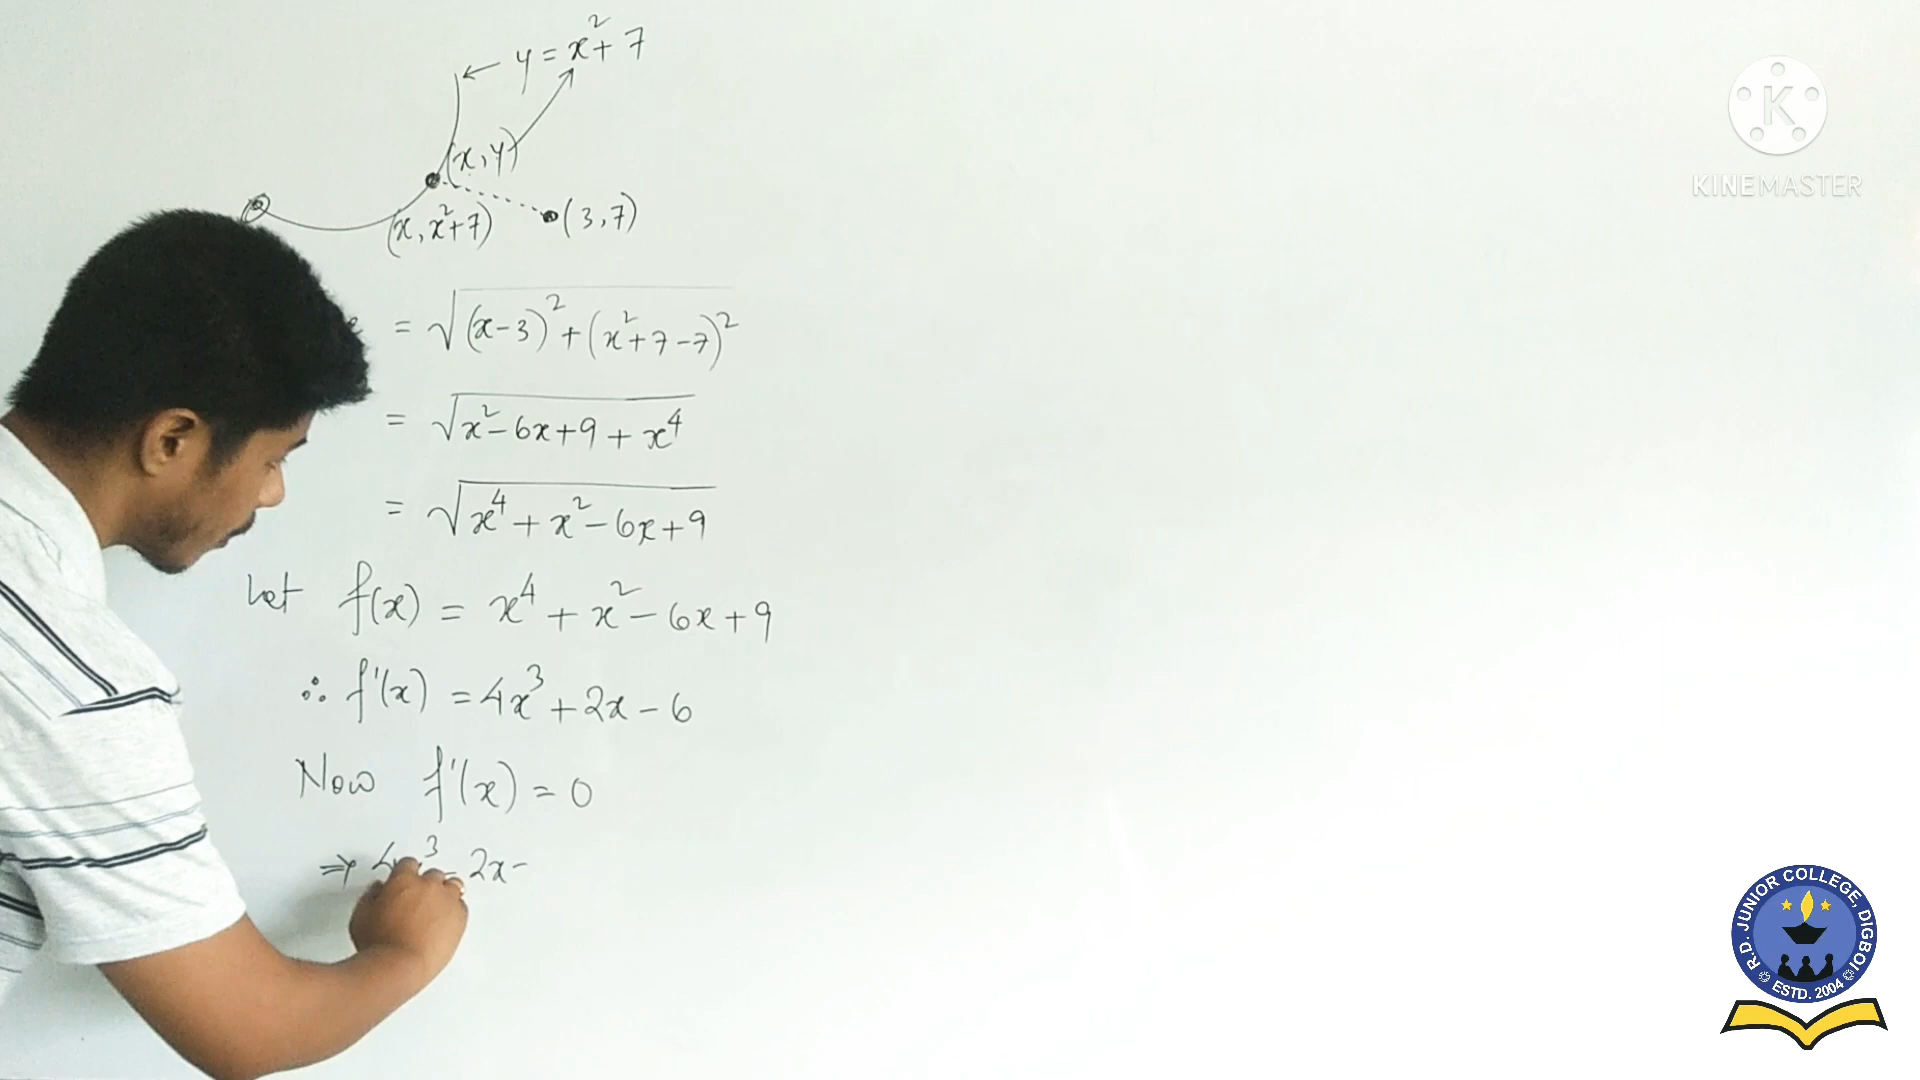 y = x² + 7
(x, y)
(x, x²+7)
(3, 7)
= √((x-3)² + (x²+7-7)²)
= √(x²-6x+9+x⁴)
= √(x⁴+x²-6x+9)
Let f(x) = x⁴ + x² - 6x + 9
∴ f'(x) = 4x³ + 2x - 6
Now f'(x) = 0
⇒ 2x -
K
KINEMASTER
R.D. JUNIOR COLLEGE, DIGBOI
ESTD. 2004